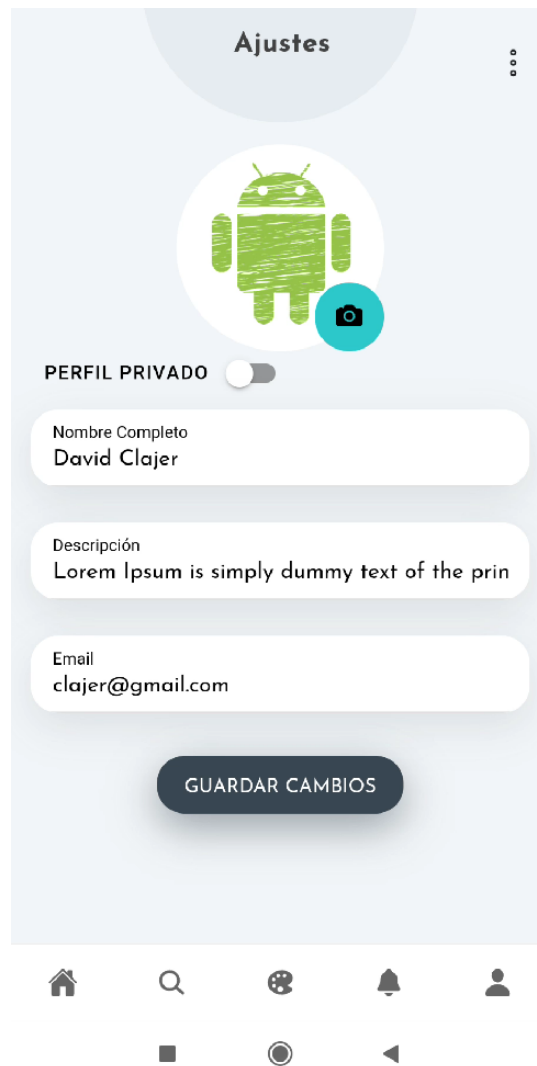 Ajustes
PERFIL PRIVADO
Nombre Completo
David Clajer
Descripción
Lorem Ipsum is simply dummy text of the prin
Email
clajer@gmail.com
GUARDAR CAMBIOS